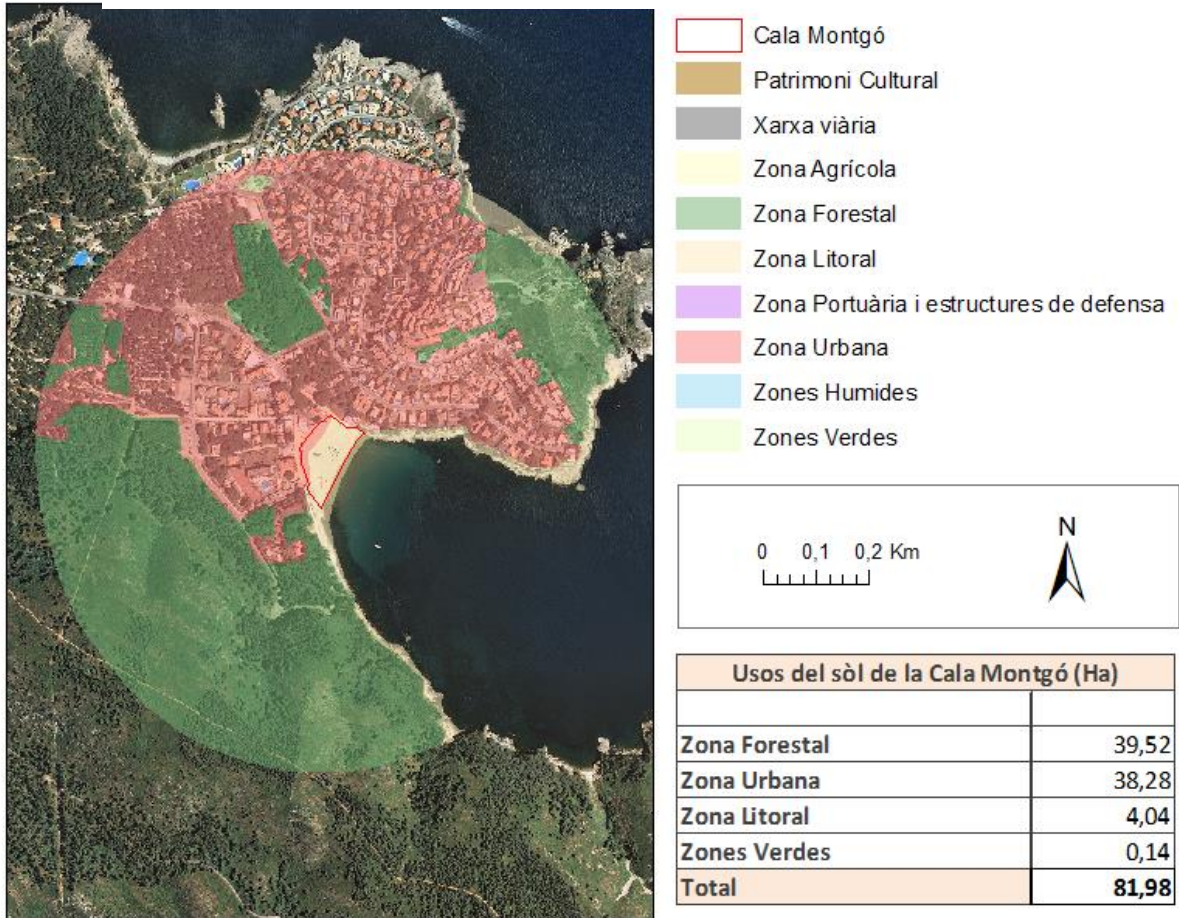 Cala Montgó
Patrimoni Cultural
Xarxa viària
Zona Agrícola
Zona Forestal
Zona Litoral
Zona Portuària i estructures de defensa
Zona Urbana
Zones Humides
Zones Verdes
0 0,1 0,2 Km
N
Usos del sòl de la Cala Montgó (Ha)
Zona Forestal 39,52
Zona Urbana 38,28
Zona Litoral 4,04
Zones Verdes 0,14
Total 81,98